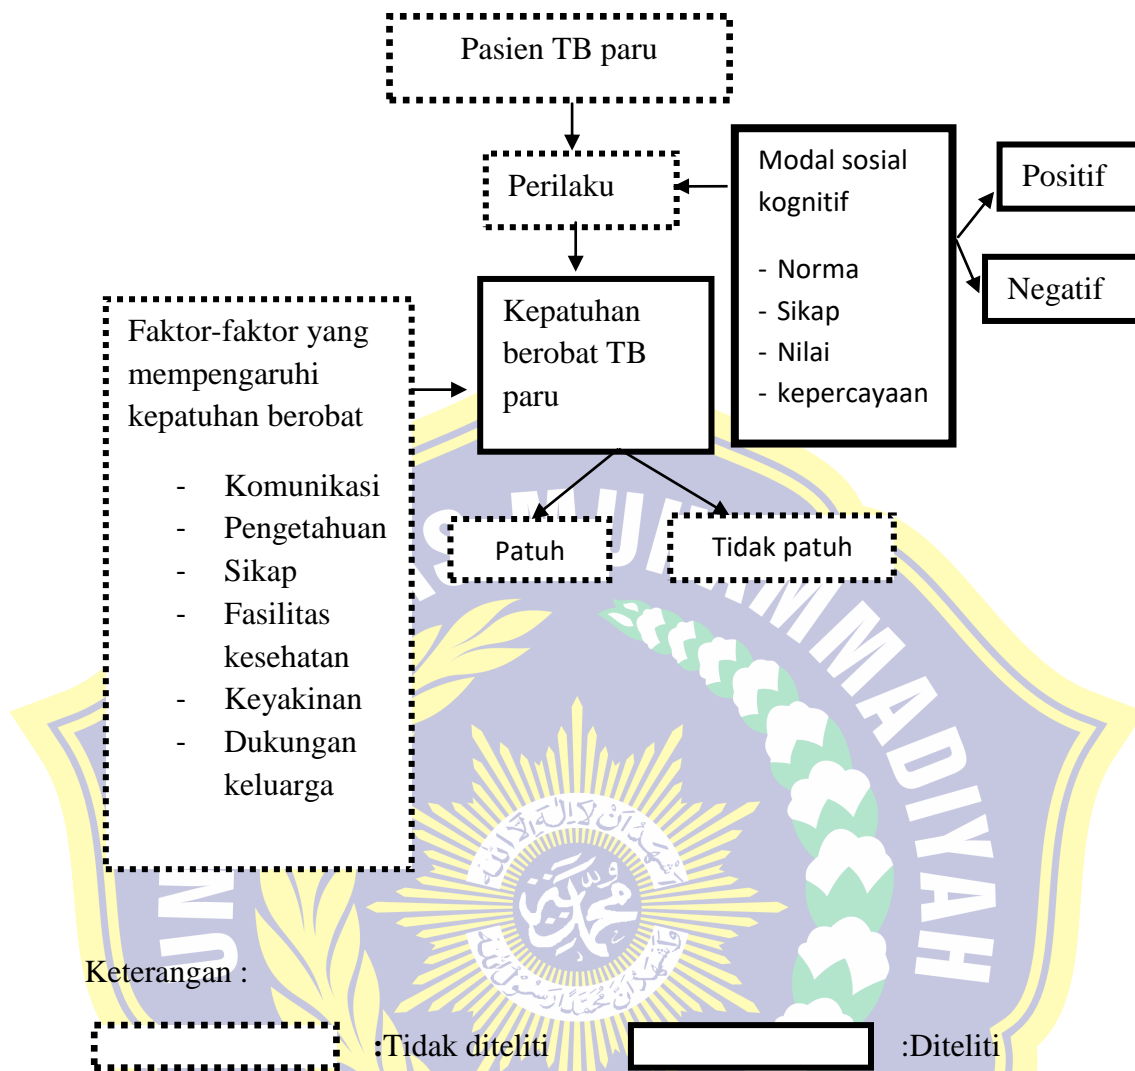 Pasien TB paru
Perilaku
Modal sosial
kognitif
- Norma
- Sikap
- Nilai
- kepercayaan
Positif
Negatif
Kepatuhan
berobat TB
paru
Faktor-faktor yang
mempengaruhi
kepatuhan berobat
- Komunikasi
- Pengetahuan
- Sikap
- Fasilitas
kesehatan
- Keyakinan
- Dukungan
keluarga
Patuh
Tidak patuh
Keterangan :
:Tidak diteliti
:Diteliti
MUHAMMADIYAH